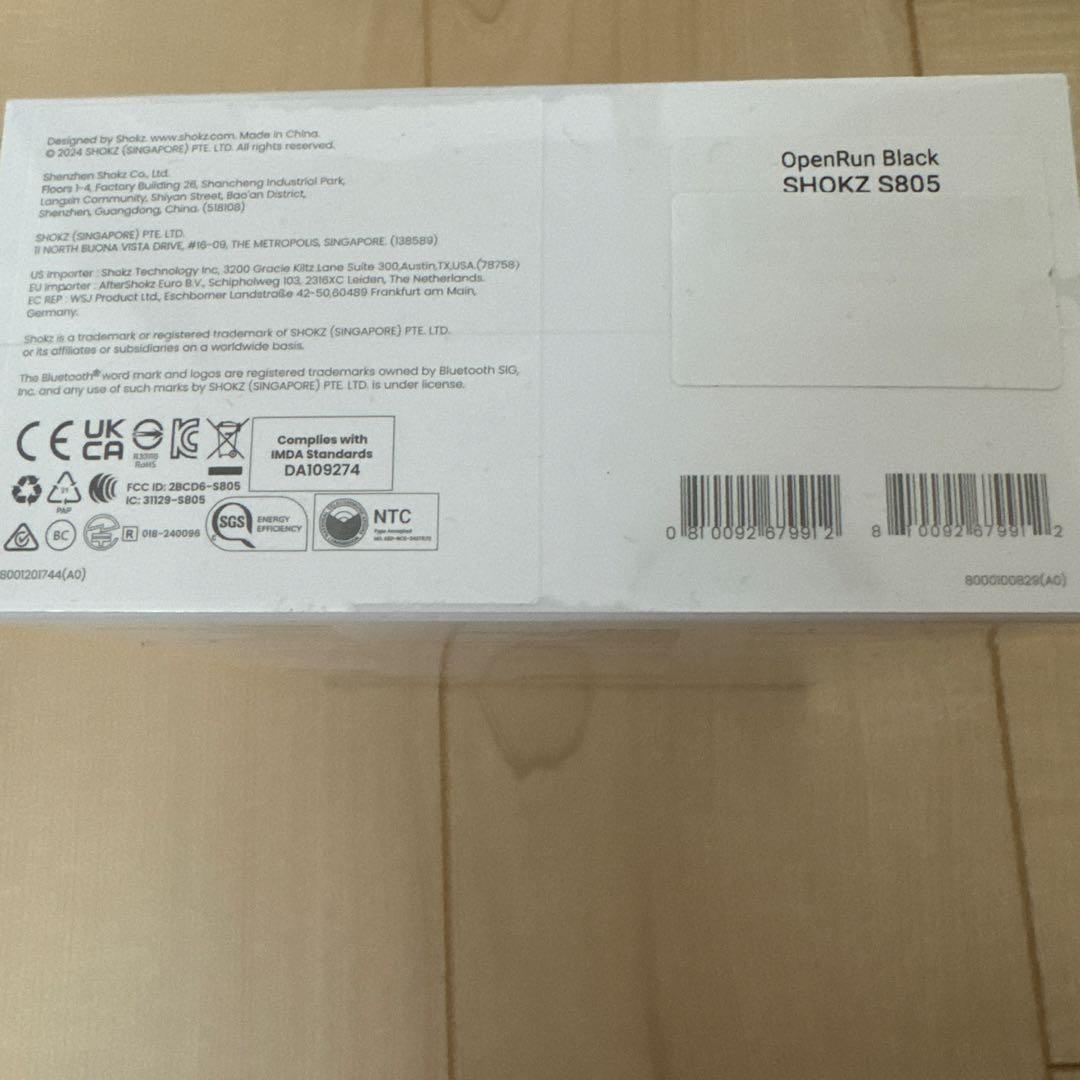 Designed by Shokz. www.shokz.com. Made in China.
© 2024 SHOKZ (SINGAPORE) PTE. LTD. All rights reserved.
Shenzhen Shokz Co., Ltd.
Floors 1-4, Factory Building 26, Shancheng Industrial Park,
Langxin Community, Shiyan Street, Bao'an District,
Shenzhen, Guangdong, China. (518108)
SHOKZ (SINGAPORE) PTE. LTD.
11 NORTH BUONA VISTA DRIVE, #16-09, THE METROPOLIS, SINGAPORE. (138589)
US Importer : Shokz Technology Inc, 3200 Gracie Kiltz Lane Suite 300,Austin,TX,USA.(78758)
EU Importer : AfterShokz Euro B.V., Schipholweg 103, 2316XC Leiden, The Netherlands.
EC REP : WSJ Product Ltd., Eschborner Landstraße 42-50,60489 Frankfurt am Main,
Germany.
Shokz is a trademark or registered trademark of SHOKZ (SINGAPORE) PTE. LTD.
or its affiliates or subsidiaries on a worldwide basis.
The Bluetooth® word mark and logos are registered trademarks owned by Bluetooth SIG,
Inc. and any use of such marks by SHOKZ (SINGAPORE) PTE. LTD. is under license.
CE UK CA
RoHS
Complies with
IMDA Standards
DA109274
21
PAP
FCC ID: 2BCD6-S805
IC: 31129-S805
BC
R 018-240096
SGS ENERGY
EFFICIENCY
NTC
Type Accepted
8001201744(A0)
OpenRun Black
SHOKZ S805
0 810092 67991 2
8 100926 79912
8000100829(A0)